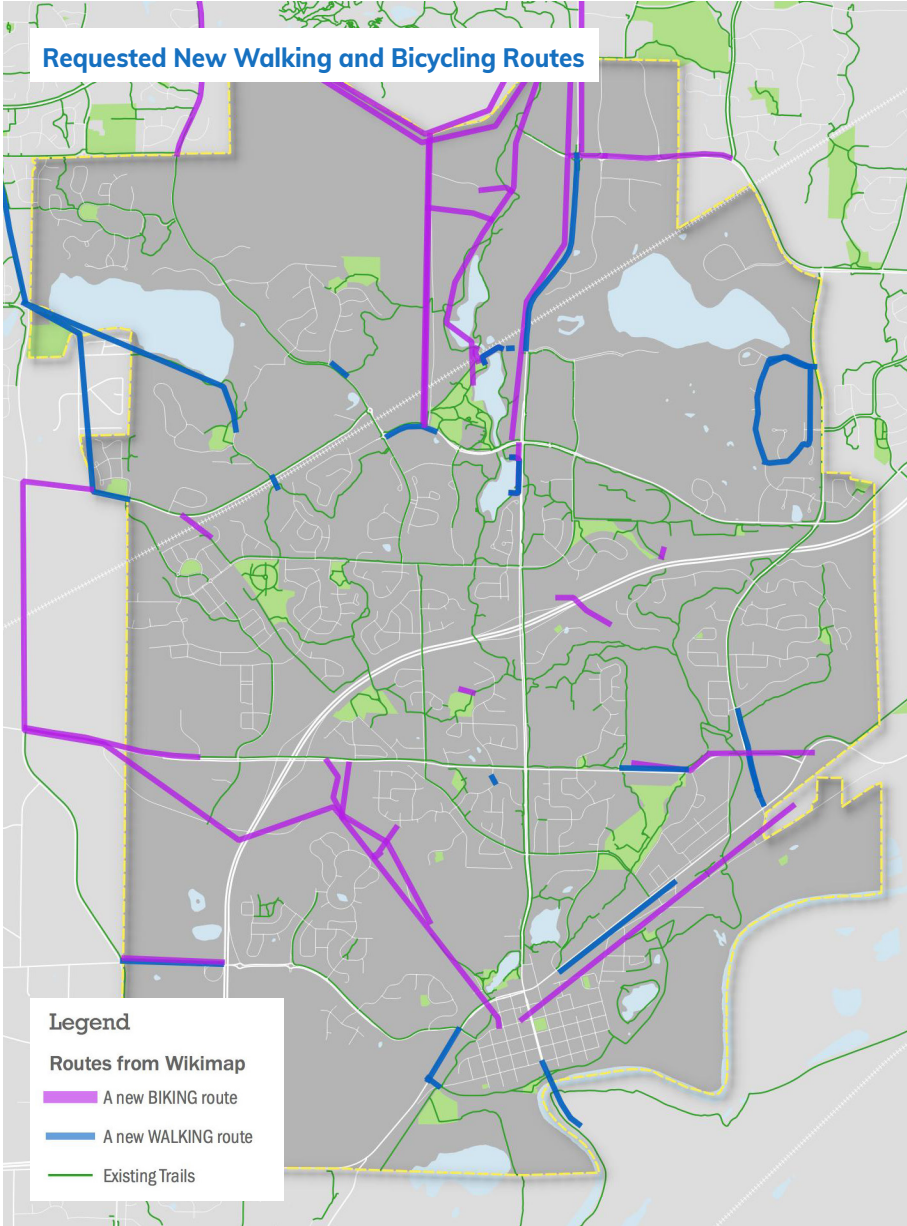 Requested New Walking and Bicycling Routes
Legend
Routes from Wikimap
A new BIKING route
A new WALKING route
Existing Trails